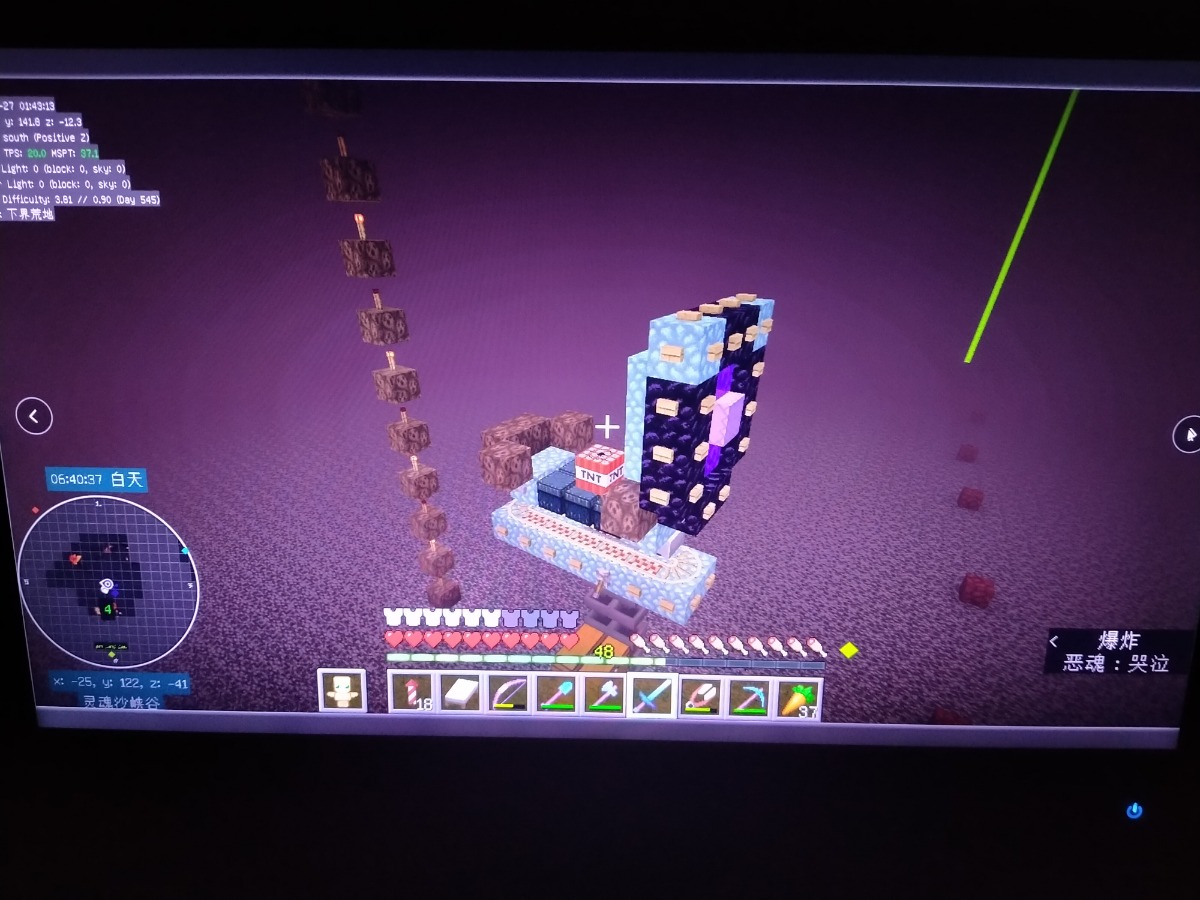 -27 01:43:13
y: 141.8 z: -12.3
south (Positive Z)
TPS: 20.0 MSPT: 37.1
Light: 0 (block: 0, sky: 0)
Light: 0 (block: 0, sky: 0)
Difficulty: 3.81 // 0.90 (Day 545)
: 下界荒地
06:40:37 白天
4
x: -25, y: 122, z: -41
灵魂沙峡谷
TNT
48
18
37
爆炸
恶魂：哭泣